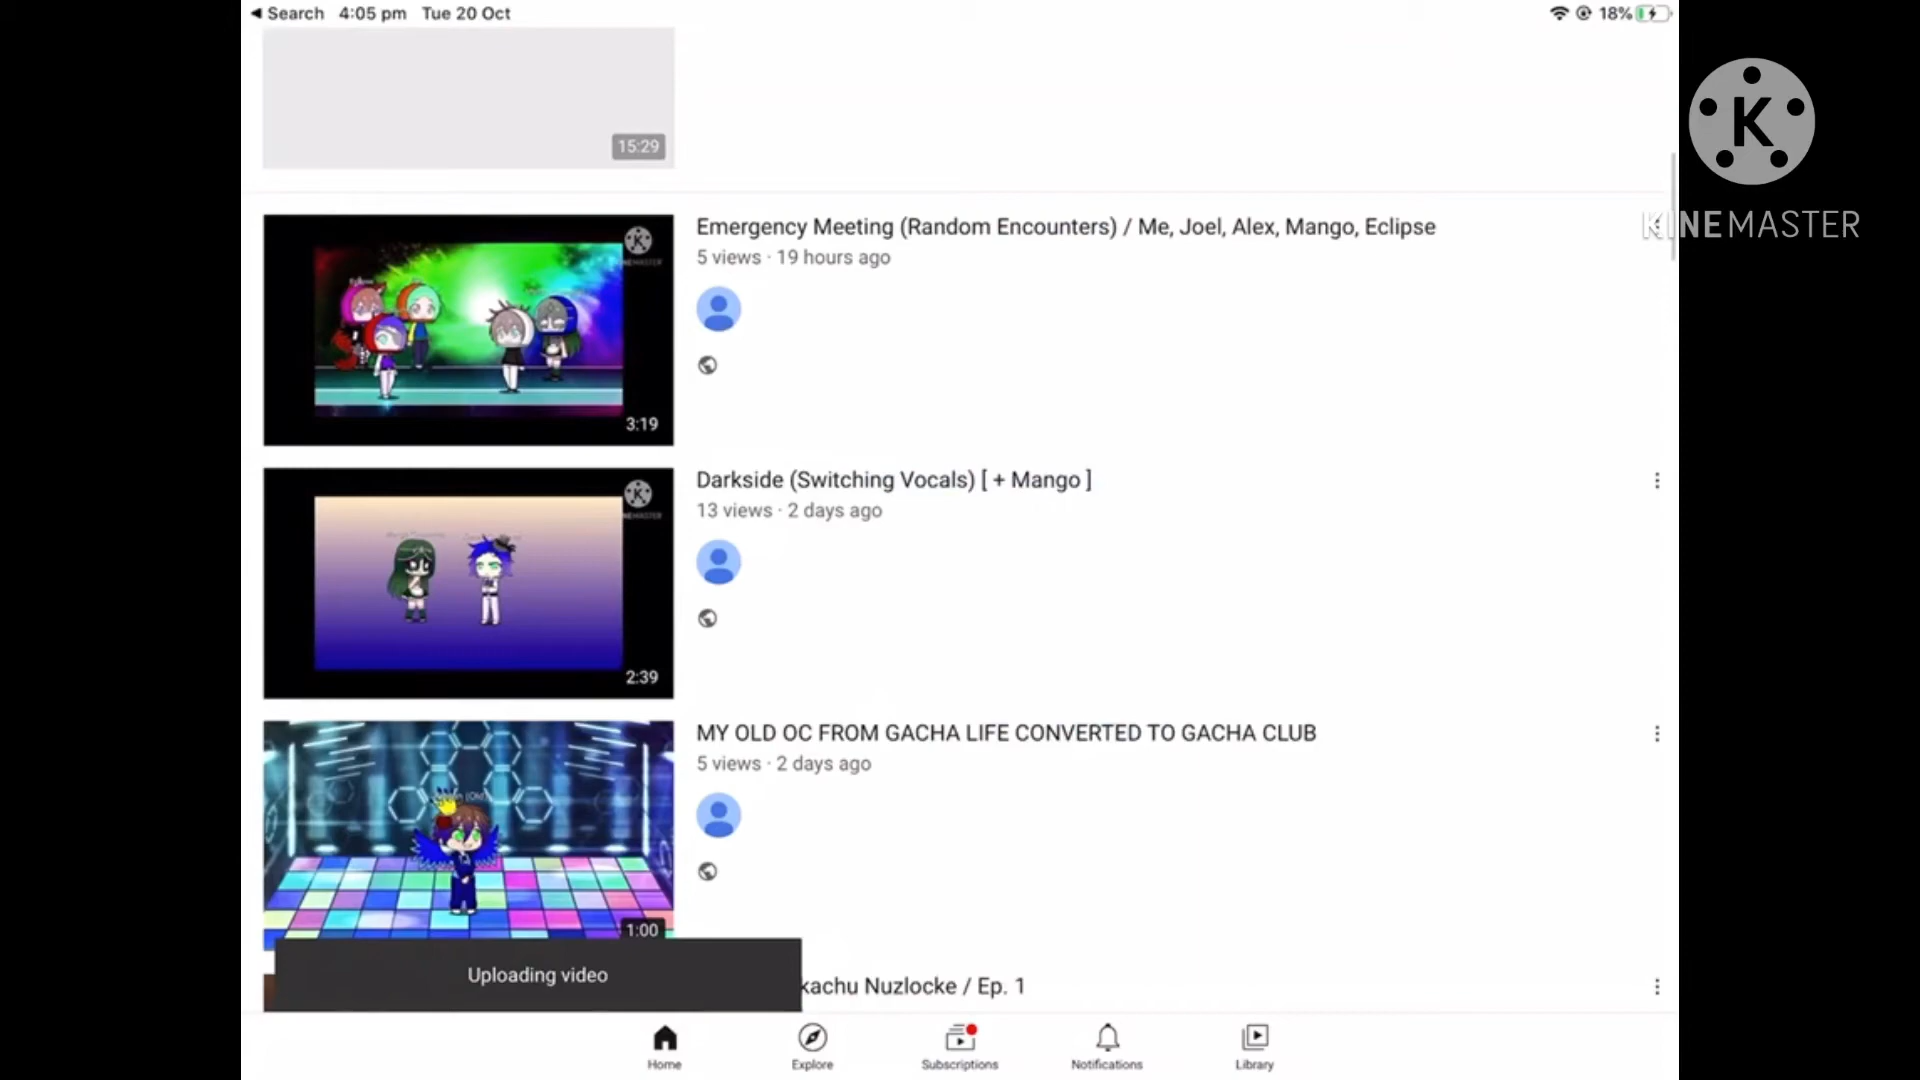 Search 4:05 pm Tue 20 Oct 18%
15:29
K
KINEMASTER
Emergency Meeting (Random Encounters) / Me, Joel, Alex, Mango, Eclipse
5 views · 19 hours ago
K
3:19
Darkside (Switching Vocals) [ + Mango ]
13 views · 2 days ago
K
2:39
MY OLD OC FROM GACHA LIFE CONVERTED TO GACHA CLUB
5 views · 2 days ago
1:00
Uploading video
kachu Nuzlocke / Ep. 1
Home Explore Subscriptions Notifications Library